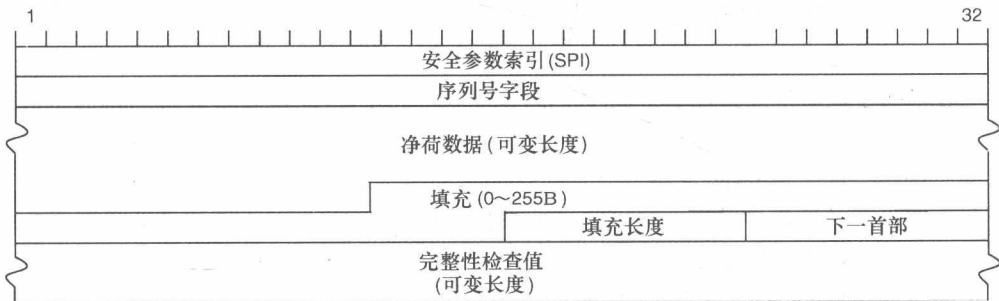 1 32
安全参数索引(SPI)
序列号字段
净荷数据(可变长度)
填充(0~255B)
填充长度 下一首部
完整性检查值
(可变长度)